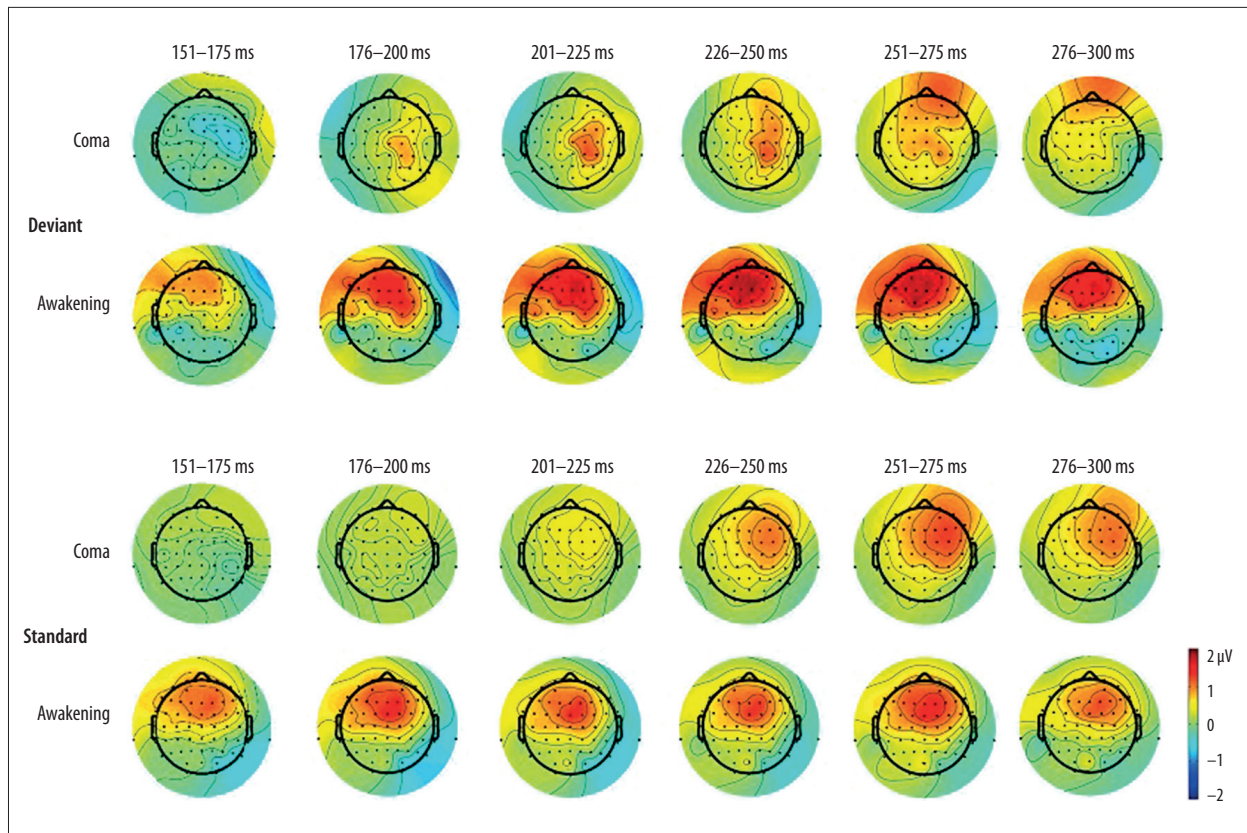 151–175 ms 176–200 ms 201–225 ms 226–250 ms 251–275 ms 276–300 ms
Coma
Deviant
Awakening
151–175 ms 176–200 ms 201–225 ms 226–250 ms 251–275 ms 276–300 ms
Coma
Standard
Awakening
2 µV
1
0
–1
–2